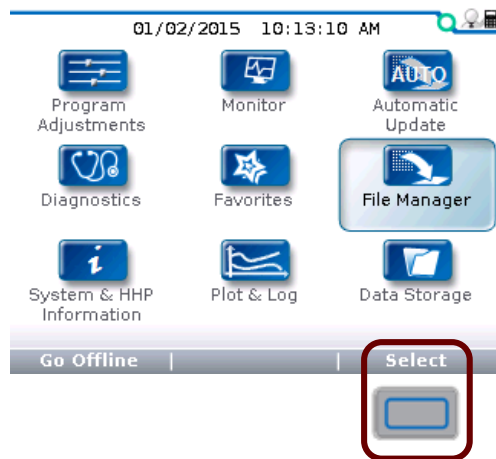 01/02/2015 10:13:10 AM
AUTO
Program Monitor Automatic
Adjustments Update
Diagnostics Favorites File Manager
i
System & HHP Plot & Log Data Storage
Information
Go Offline | | Select